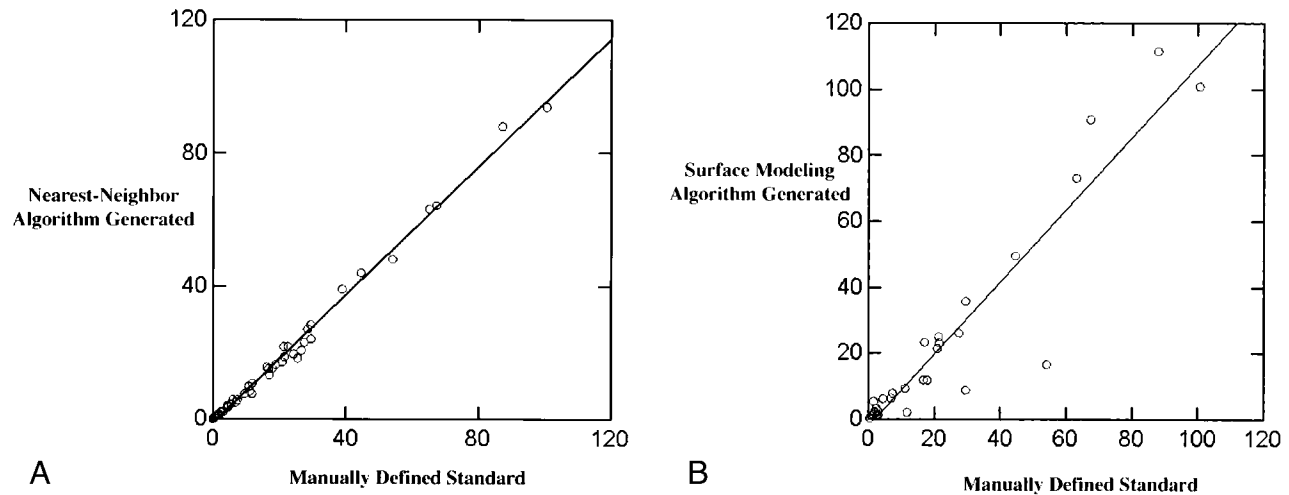 120
80
40
0
Nearest-Neighbor
Algorithm Generated
0 40 80 120
Manually Defined Standard
A
120
100
80
60
40
20
0
Surface Modeling
Algorithm Generated
0 20 40 60 80 100 120
Manually Defined Standard
B